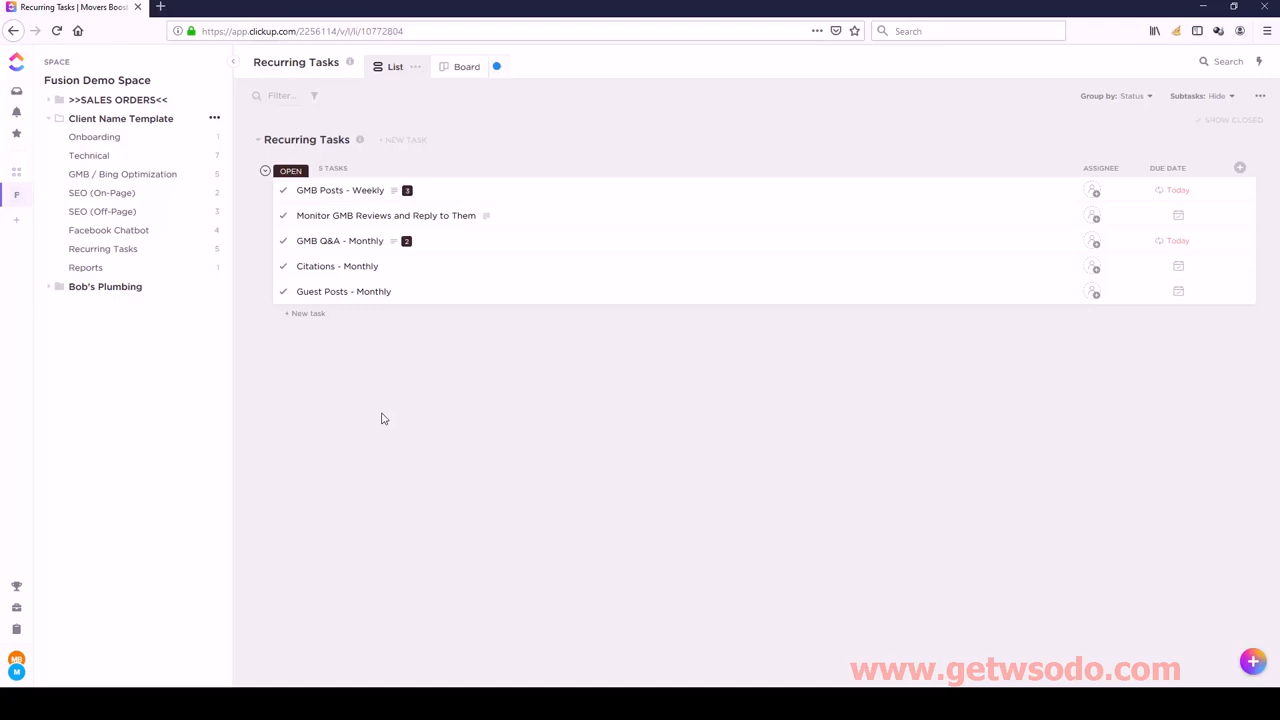 Recurring Tasks | Movers Boost
https://app.clickup.com/2256114/v/l/li/10772804
Search
SPACE
Fusion Demo Space
>>SALES ORDERS<<
Client Name Template
Onboarding 1
Technical 7
GMB / Bing Optimization 5
SEO (On-Page) 2
SEO (Off-Page) 3
Facebook Chatbot 4
Recurring Tasks 5
Reports 1
Bob's Plumbing
MB
M
F
Recurring Tasks List Board
Search
Filter...
Group by: Status Subtasks: Hide
SHOW CLOSED
Recurring Tasks + NEW TASK
OPEN 5 TASKS ASSIGNEE DUE DATE
GMB Posts - Weekly 3 Today
Monitor GMB Reviews and Reply to Them
GMB Q&A - Monthly 2 Today
Citations - Monthly
Guest Posts - Monthly
+ New task
www.getwsodo.com